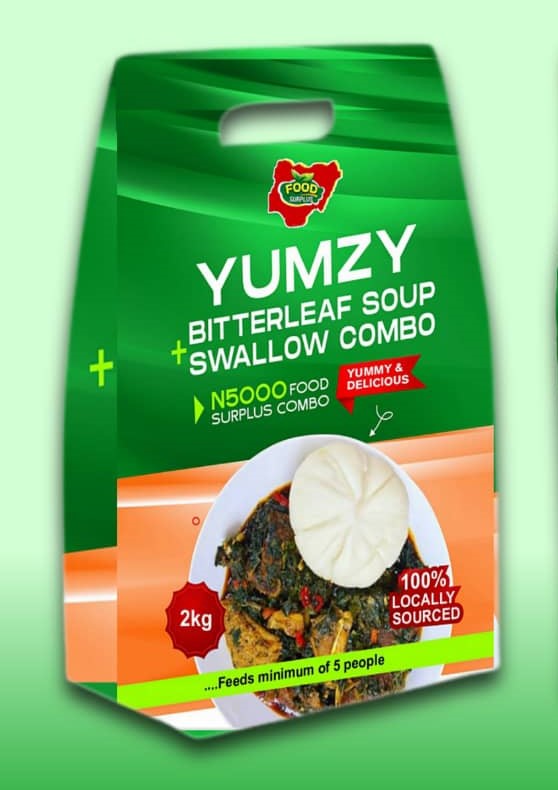 FOOD
SURPLUS
YUMZY
BITTERLEAF SOUP
+SWALLOW COMBO
+
N5000 FOOD
SURPLUS COMBO
YUMMY &
DELICIOUS
2kg
100%
LOCALLY
SOURCED
....Feeds minimum of 5 people